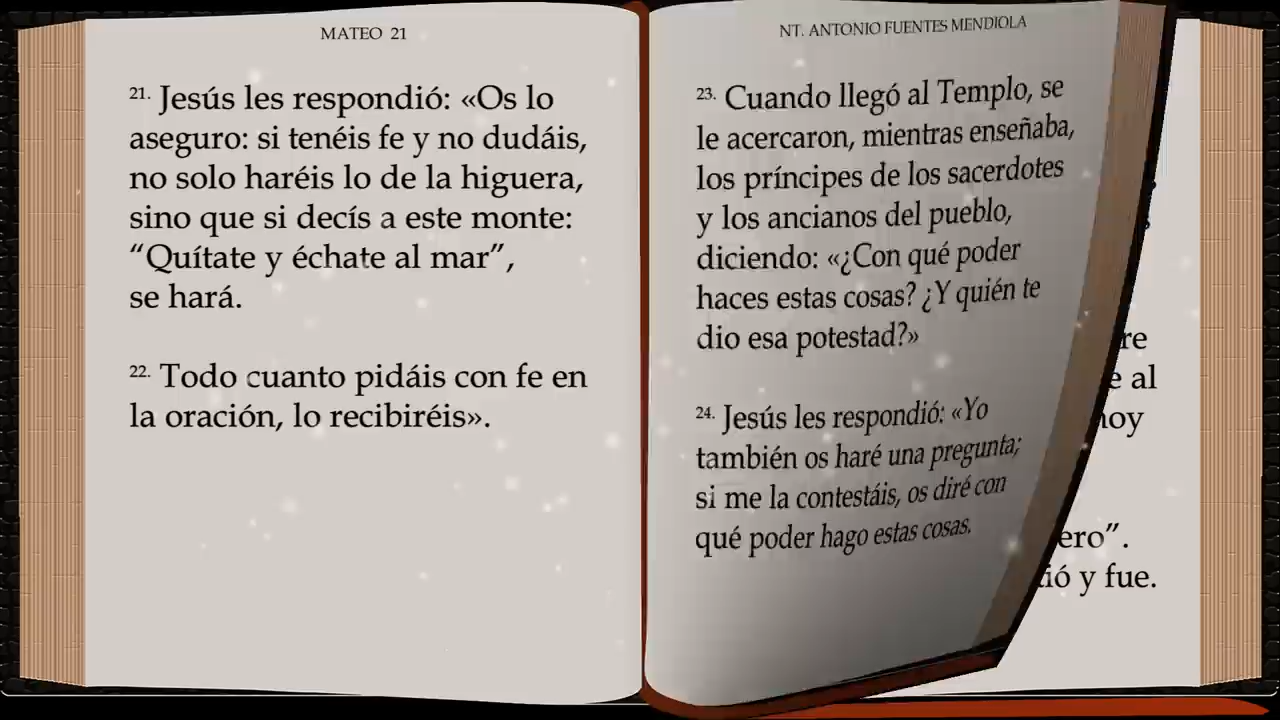 MATEO 21
21. Jesús les respondió: «Os lo
aseguro: si tenéis fe y no dudáis,
no solo haréis lo de la higuera,
sino que si decís a este monte:
“Quítate y échate al mar”,
se hará.
22. Todo cuanto pidáis con fe en
la oración, lo recibiréis».
NT. ANTONIO FUENTES MENDIOLA
23. Cuando llegó al Templo, se
le acercaron, mientras enseñaba,
los príncipes de los sacerdotes
y los ancianos del pueblo,
diciendo: «¿Con qué poder
haces estas cosas? ¿Y quién te
dio esa potestad?»
24. Jesús les respondió: «Yo
también os haré una pregunta;
si me la contestáis, os diré con
qué poder hago estas cosas.
al
y fue.